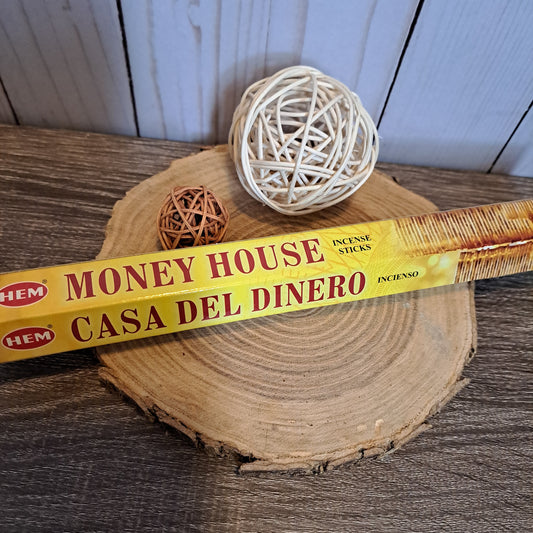 HEM MONEY HOUSE INCENSE STICKS
HEM CASA DEL DINERO INCIENSO